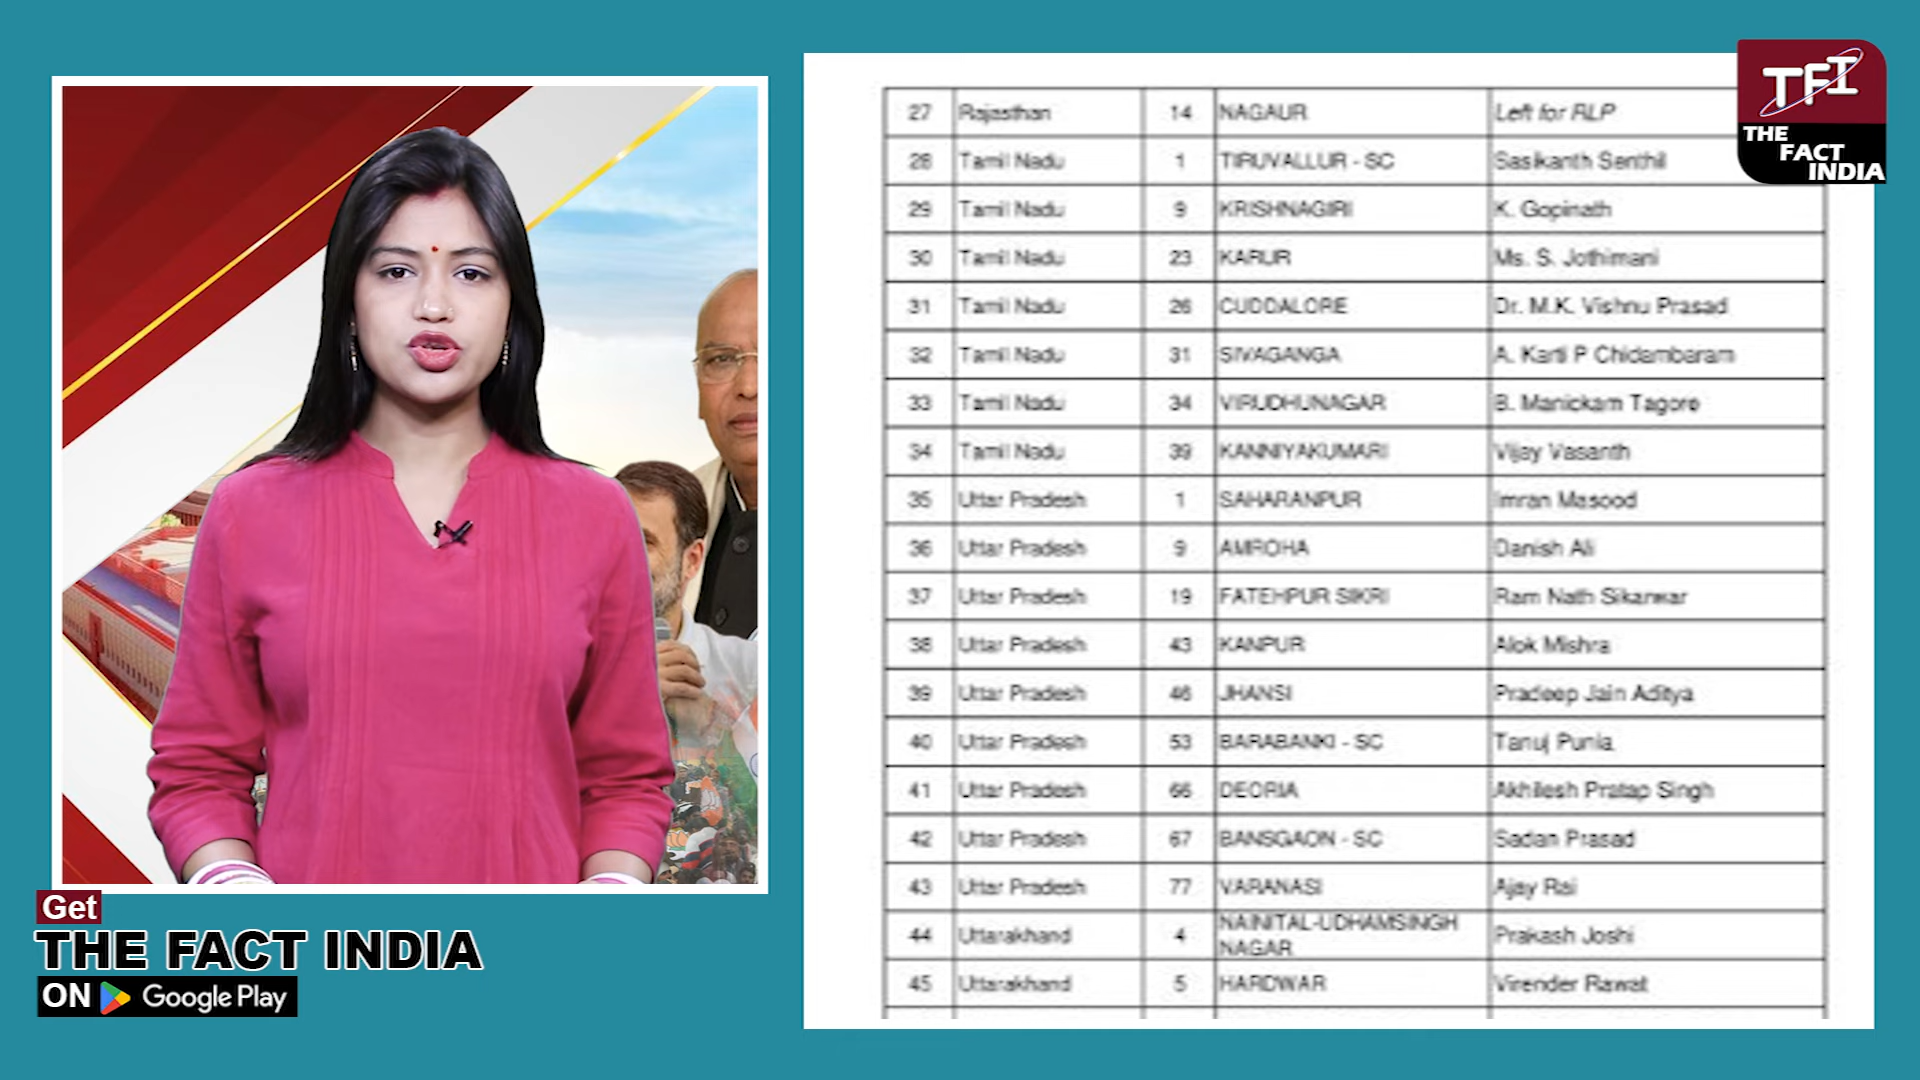 27 Rajasthan 14 NAGAUR Left for RLP
28 Tamil Nadu 1 TIRUVALLUR - SC Sasikanth Senthil
29 Tamil Nadu 9 KRISHNAGIRI K. Gopinath
30 Tamil Nadu 23 KARUR Ms. S. Jothimani
31 Tamil Nadu 26 CUDDALORE Dr. M.K. Vishnu Prasad
32 Tamil Nadu 31 SIVAGANGA A. Karti P Chidambaram
33 Tamil Nadu 34 VIRUDHUNAGAR B. Manickam Tagore
34 Tamil Nadu 39 KANNIYAKUMARI Vijay Vasanth
35 Uttar Pradesh 1 SAHARANPUR Imran Masood
36 Uttar Pradesh 9 AMROHA Danish Ali
37 Uttar Pradesh 19 FATEHPUR SIKRI Ram Nath Sikarwar
38 Uttar Pradesh 43 KANPUR Alok Mishra
39 Uttar Pradesh 46 JHANSI Pradeep Jain Aditya
40 Uttar Pradesh 53 BARABANKI - SC Tanuj Punia
41 Uttar Pradesh 66 DEORIA Akhilesh Pratap Singh
42 Uttar Pradesh 67 BANSGAON - SC Sadan Prasad
43 Uttar Pradesh 77 VARANASI Ajay Rai
44 Uttarakhand 4 NAINITAL-UDHAMSINGH
NAGAR Prakash Joshi
45 Uttarakhand 5 HARDWAR Virender Rawat
TFI
THE
FACT
INDIA
Get
THE FACT INDIA
ON Google Play